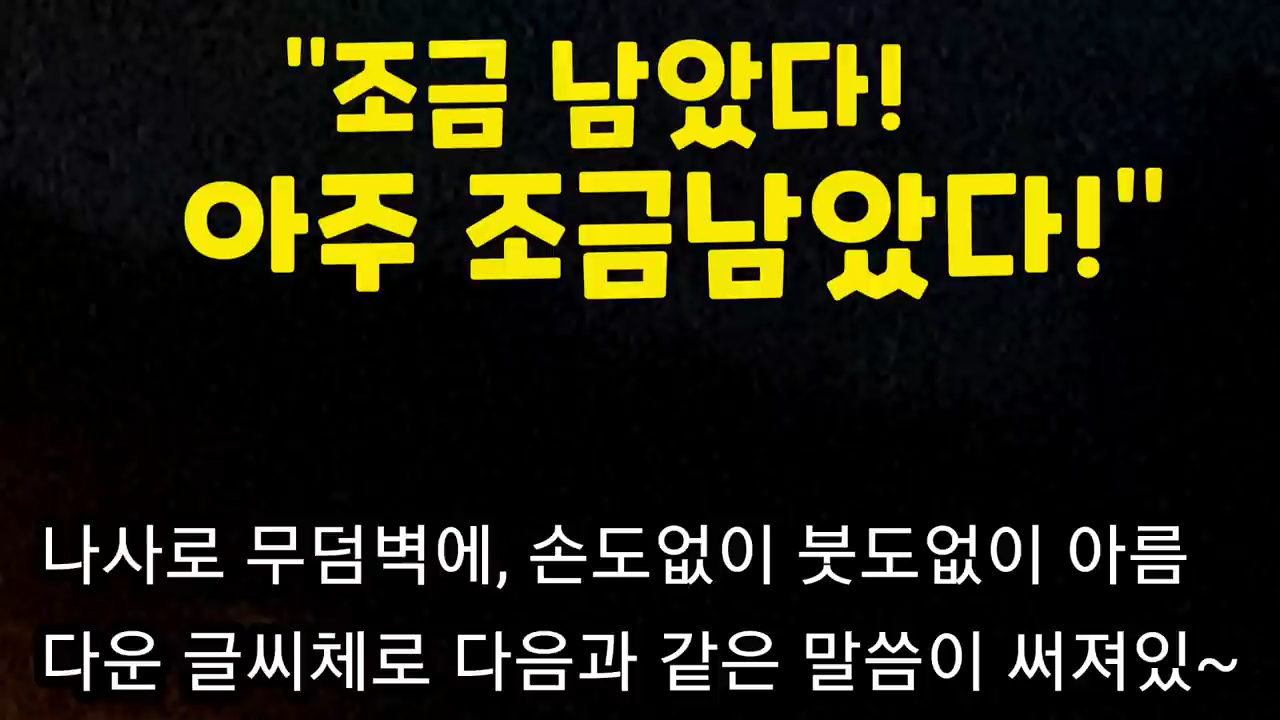 "조금 남았다!
아주 조금남았다!"
나사로 무덤벽에, 손도없이 붓도없이 아름
다운 글씨체로 다음과 같은 말씀이 써져있~